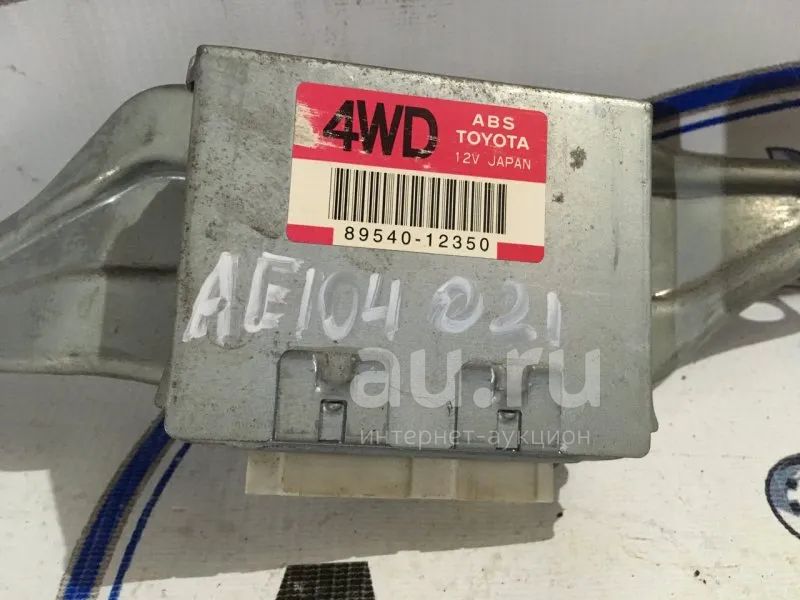 4WD ABS
TOYOTA
12V JAPAN
89540-12350
AE104 021
au.ru
интернет-аукцион